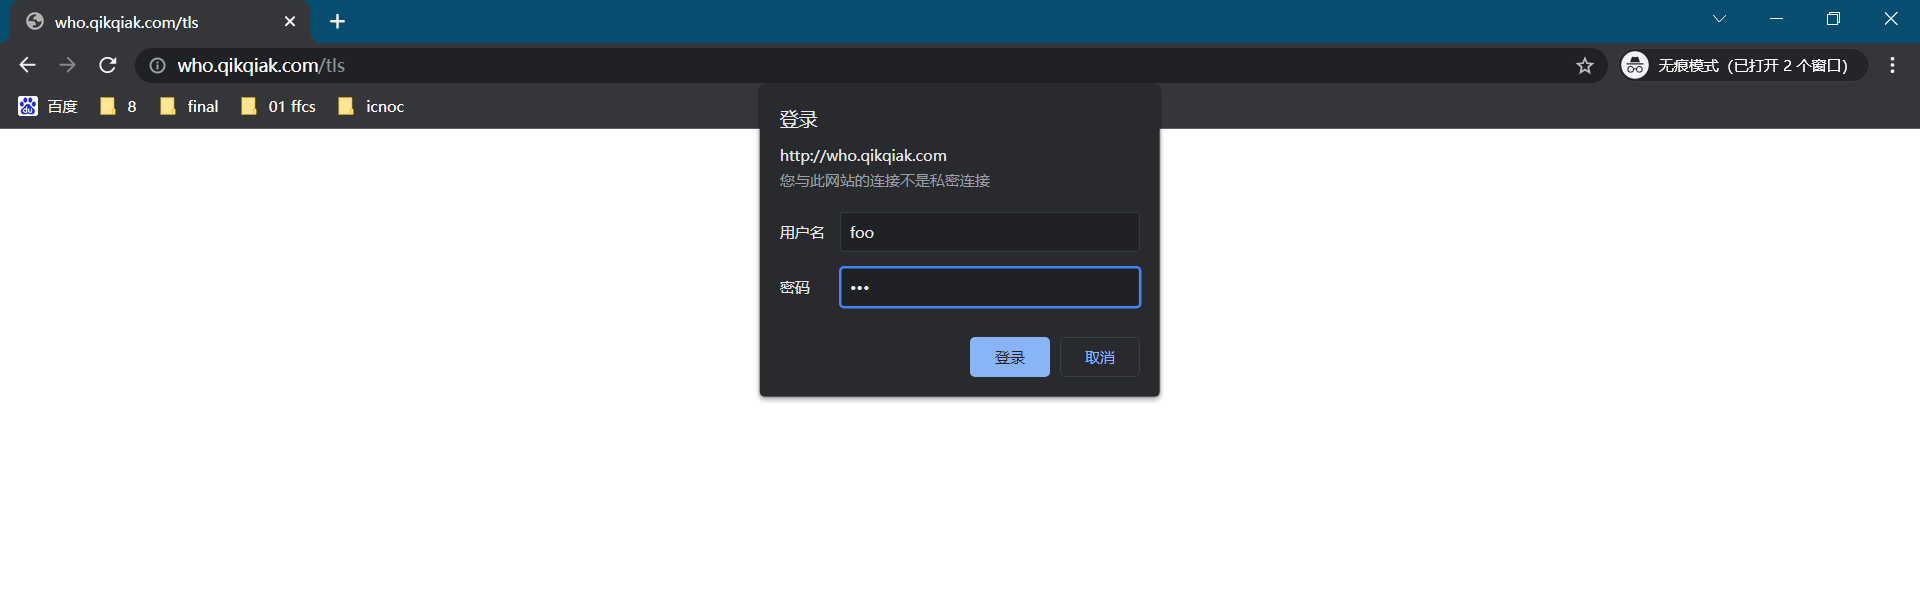 who.qikqiak.com/tls
who.qikqiak.com/tls
无痕模式（已打开 2 个窗口）
百度
8
final
01 ffcs
icnoc
登录
http://who.qikqiak.com
您与此网站的连接不是私密连接
用户名 foo
密码 •••
登录 取消